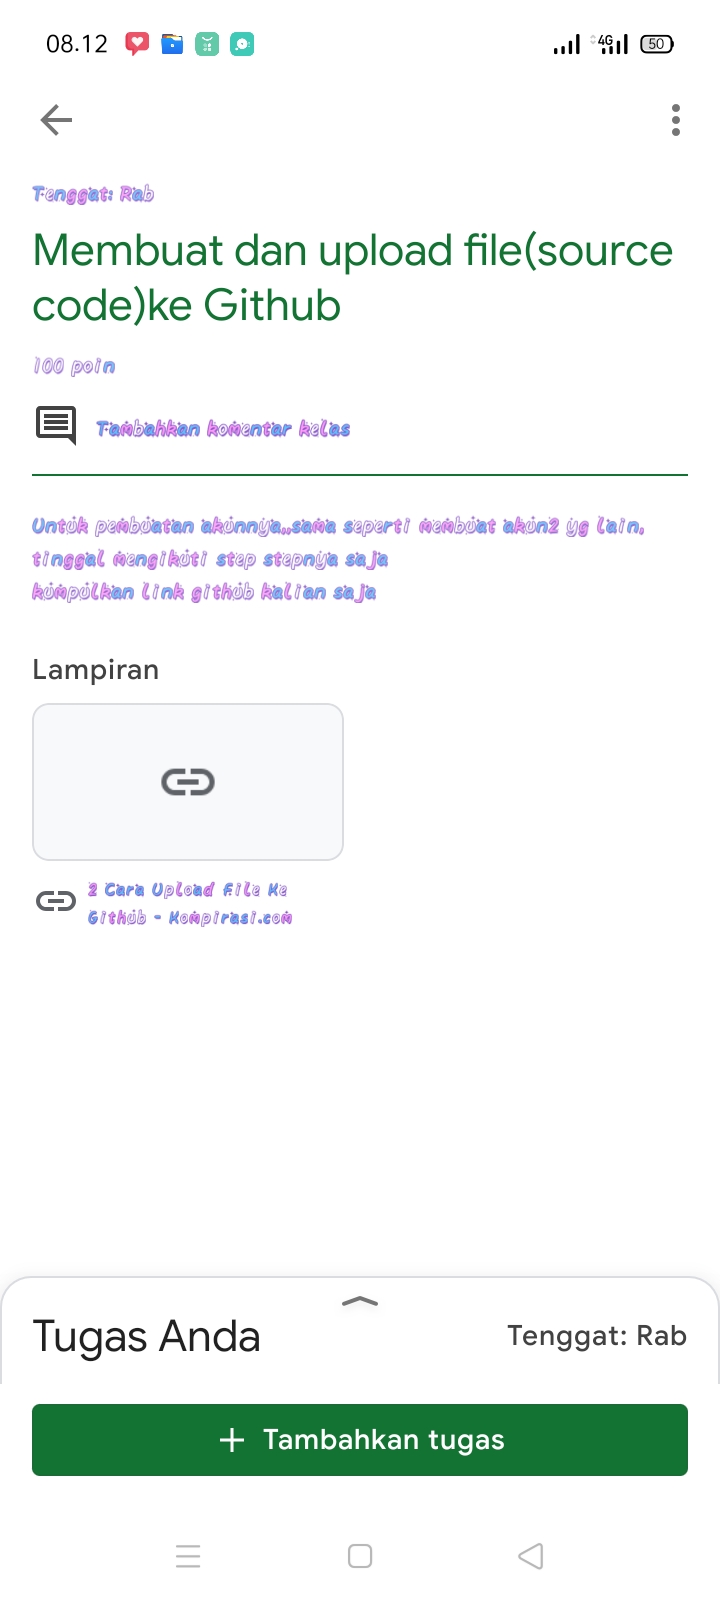 08.12
4G
50
Tenggat: Rab
Membuat dan upload file(source
code)ke Github
100 poin
Tambahkan komentar kelas
Untuk pembuatan akunnya,,sama seperti membuat akun2 yg lain,
tinggal mengikuti step stepnya saja
kumpulkan link github kalian saja
Lampiran
2 Cara Upload File Ke
Github - Kompirasi.com
Tugas Anda
Tenggat: Rab
+ Tambahkan tugas